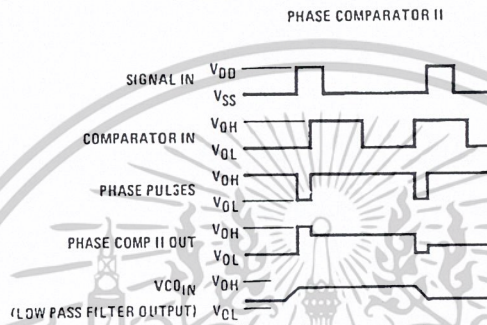 PHASE COMPARATOR II
SIGNAL IN VDD
VSS
COMPARATOR IN VOH
VOL
PHASE PULSES VOH
VOL
PHASE COMP II OUT VOH
VOL
VCOIN VOH
(LOW PASS FILTER OUTPUT) VOL